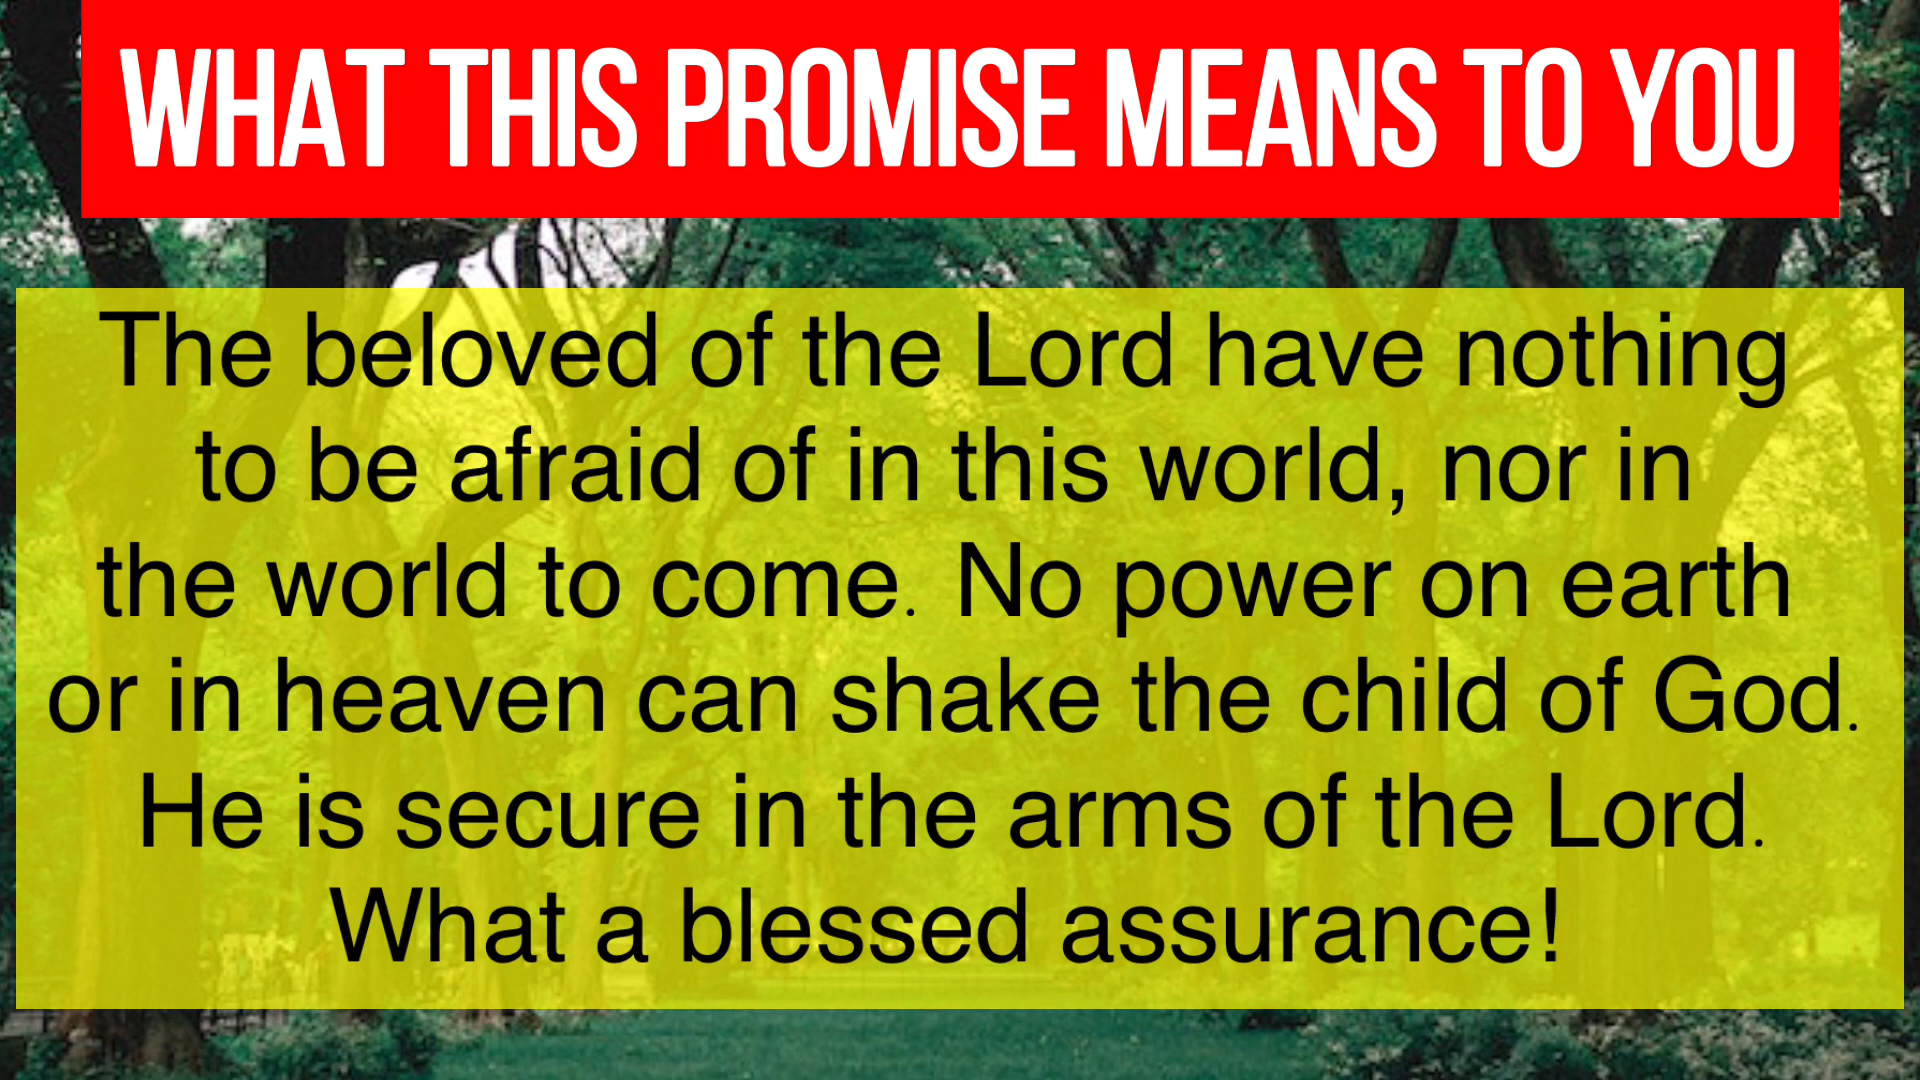 WHAT THIS PROMISE MEANS TO YOU
The beloved of the Lord have nothing
to be afraid of in this world, nor in
the world to come. No power on earth
or in heaven can shake the child of God.
He is secure in the arms of the Lord.
What a blessed assurance!